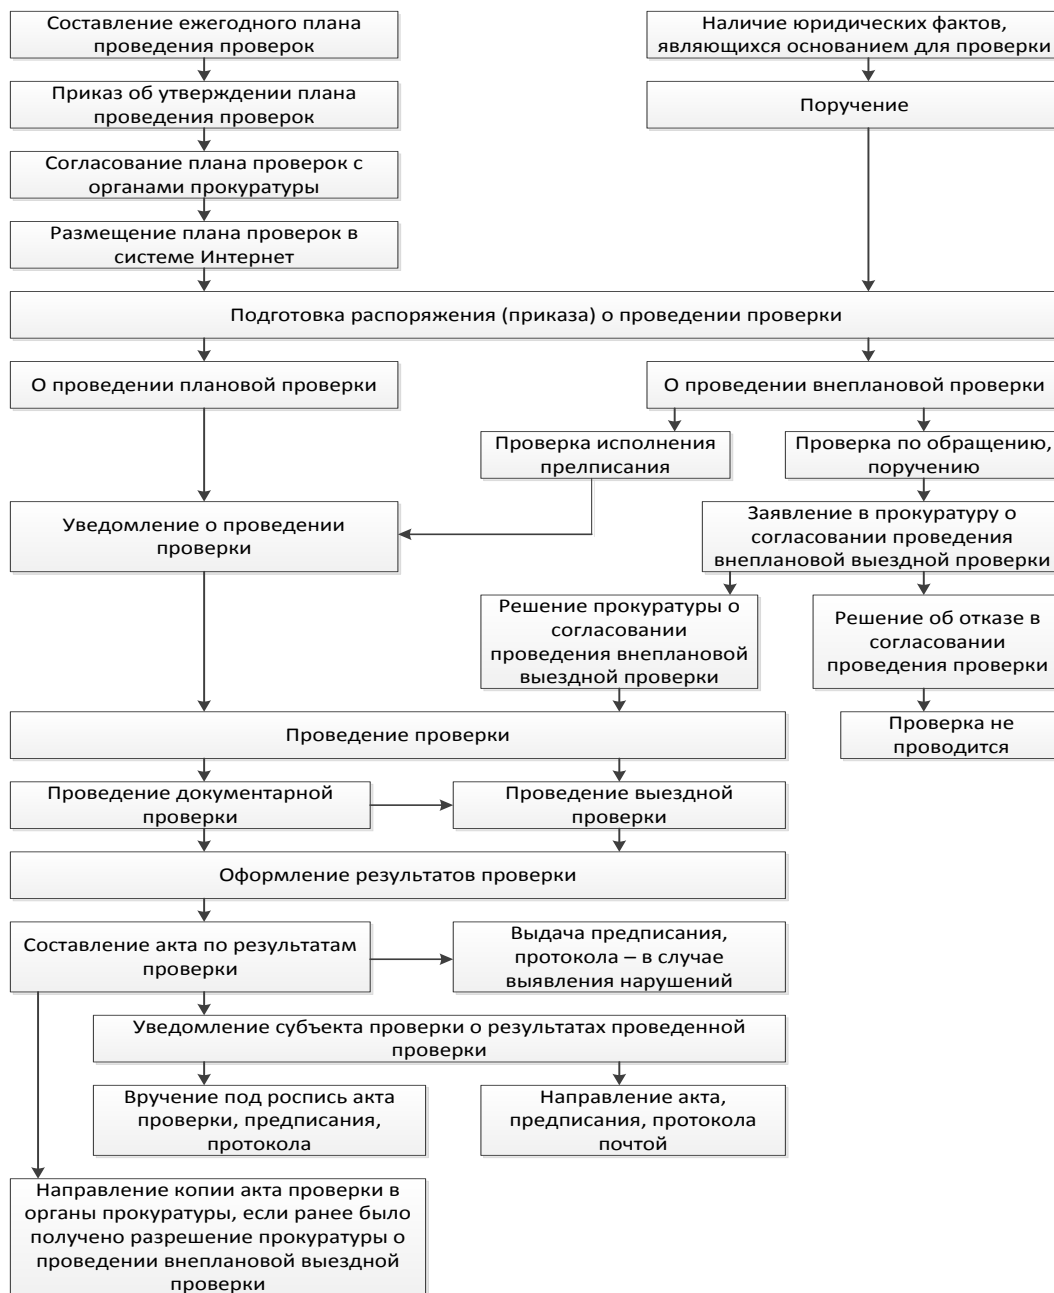 Составление ежегодного плана
проведения проверок
Наличие юридических фактов,
являющихся основанием для проверки
Приказ об утверждении плана
проведения проверок
Поручение
Согласование плана проверок с
органами прокуратуры
Размещение плана проверок в
системе Интернет
Подготовка распоряжения (приказа) о проведении проверки
О проведении плановой проверки
О проведении внеплановой проверки
Проверка исполнения
прелписания
Проверка по обращению,
поручению
Уведомление о проведении
проверки
Заявление в прокуратуру о
согласовании проведения
внеплановой выездной проверки
Решение прокуратуры о
согласовании
проведения внеплановой
выездной проверки
Решение об отказе в
согласовании
проведения проверки
Проведение проверки
Проверка не
проводится
Проведение документарной
проверки
Проведение выездной
проверки
Оформление результатов проверки
Составление акта по результатам
проверки
Выдача предписания,
протокола – в случае
выявления нарушений
Уведомление субъекта проверки о результатах проведенной
проверки
Вручение под роспись акта
проверки, предписания,
протокола
Направление акта,
предписания, протокола
почтой
Направление копии акта проверки в
органы прокуратуры, если ранее было
получено разрешение прокуратуры о
проведении внеплановой выездной
проверки